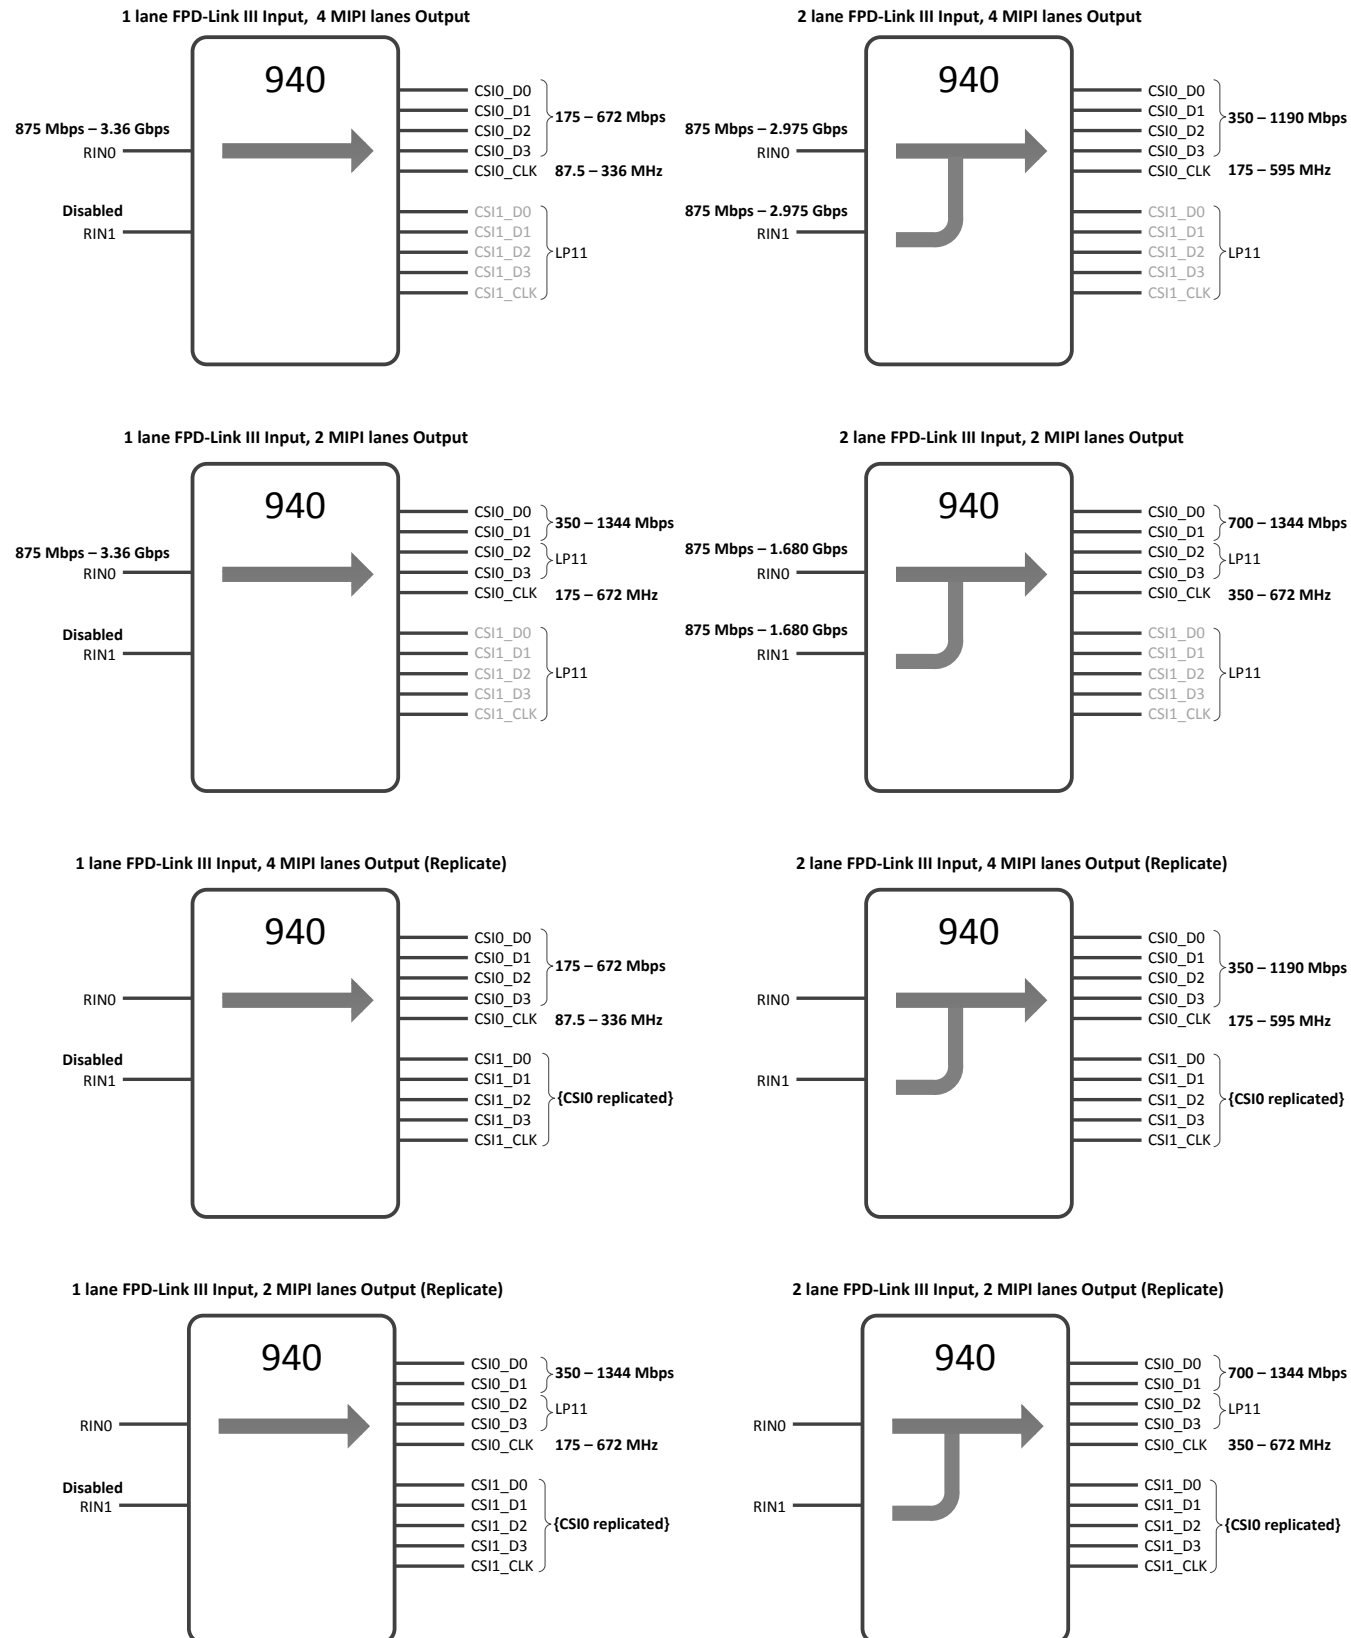 1 lane FPD-Link III Input, 4 MIPI lanes Output
940
875 Mbps – 3.36 Gbps
RIN0
Disabled
RIN1
CSI0_D0
CSI0_D1
CSI0_D2
CSI0_D3
CSI0_CLK
175 – 672 Mbps
87.5 – 336 MHz
CSI1_D0
CSI1_D1
CSI1_D2
CSI1_D3
CSI1_CLK
LP11
2 lane FPD-Link III Input, 4 MIPI lanes Output
940
875 Mbps – 2.975 Gbps
RIN0
875 Mbps – 2.975 Gbps
RIN1
CSI0_D0
CSI0_D1
CSI0_D2
CSI0_D3
CSI0_CLK
350 – 1190 Mbps
175 – 595 MHz
CSI1_D0
CSI1_D1
CSI1_D2
CSI1_D3
CSI1_CLK
LP11
1 lane FPD-Link III Input, 2 MIPI lanes Output
940
875 Mbps – 3.36 Gbps
RIN0
Disabled
RIN1
CSI0_D0
CSI0_D1
CSI0_D2
CSI0_D3
CSI0_CLK
350 – 1344 Mbps
LP11
175 – 672 MHz
CSI1_D0
CSI1_D1
CSI1_D2
CSI1_D3
CSI1_CLK
LP11
2 lane FPD-Link III Input, 2 MIPI lanes Output
940
875 Mbps – 1.680 Gbps
RIN0
875 Mbps – 1.680 Gbps
RIN1
CSI0_D0
CSI0_D1
CSI0_D2
CSI0_D3
CSI0_CLK
700 – 1344 Mbps
LP11
350 – 672 MHz
CSI1_D0
CSI1_D1
CSI1_D2
CSI1_D3
CSI1_CLK
LP11
1 lane FPD-Link III Input, 4 MIPI lanes Output (Replicate)
940
RIN0
Disabled
RIN1
CSI0_D0
CSI0_D1
CSI0_D2
CSI0_D3
CSI0_CLK
175 – 672 Mbps
87.5 – 336 MHz
CSI1_D0
CSI1_D1
CSI1_D2
CSI1_D3
CSI1_CLK
{CSI0 replicated}
2 lane FPD-Link III Input, 4 MIPI lanes Output (Replicate)
940
RIN0
RIN1
CSI0_D0
CSI0_D1
CSI0_D2
CSI0_D3
CSI0_CLK
350 – 1190 Mbps
175 – 595 MHz
CSI1_D0
CSI1_D1
CSI1_D2
CSI1_D3
CSI1_CLK
{CSI0 replicated}
1 lane FPD-Link III Input, 2 MIPI lanes Output (Replicate)
940
RIN0
Disabled
RIN1
CSI0_D0
CSI0_D1
CSI0_D2
CSI0_D3
CSI0_CLK
350 – 1344 Mbps
LP11
175 – 672 MHz
CSI1_D0
CSI1_D1
CSI1_D2
CSI1_D3
CSI1_CLK
{CSI0 replicated}
2 lane FPD-Link III Input, 2 MIPI lanes Output (Replicate)
940
RIN0
RIN1
CSI0_D0
CSI0_D1
CSI0_D2
CSI0_D3
CSI0_CLK
700 – 1344 Mbps
LP11
350 – 672 MHz
CSI1_D0
CSI1_D1
CSI1_D2
CSI1_D3
CSI1_CLK
{CSI0 replicated}